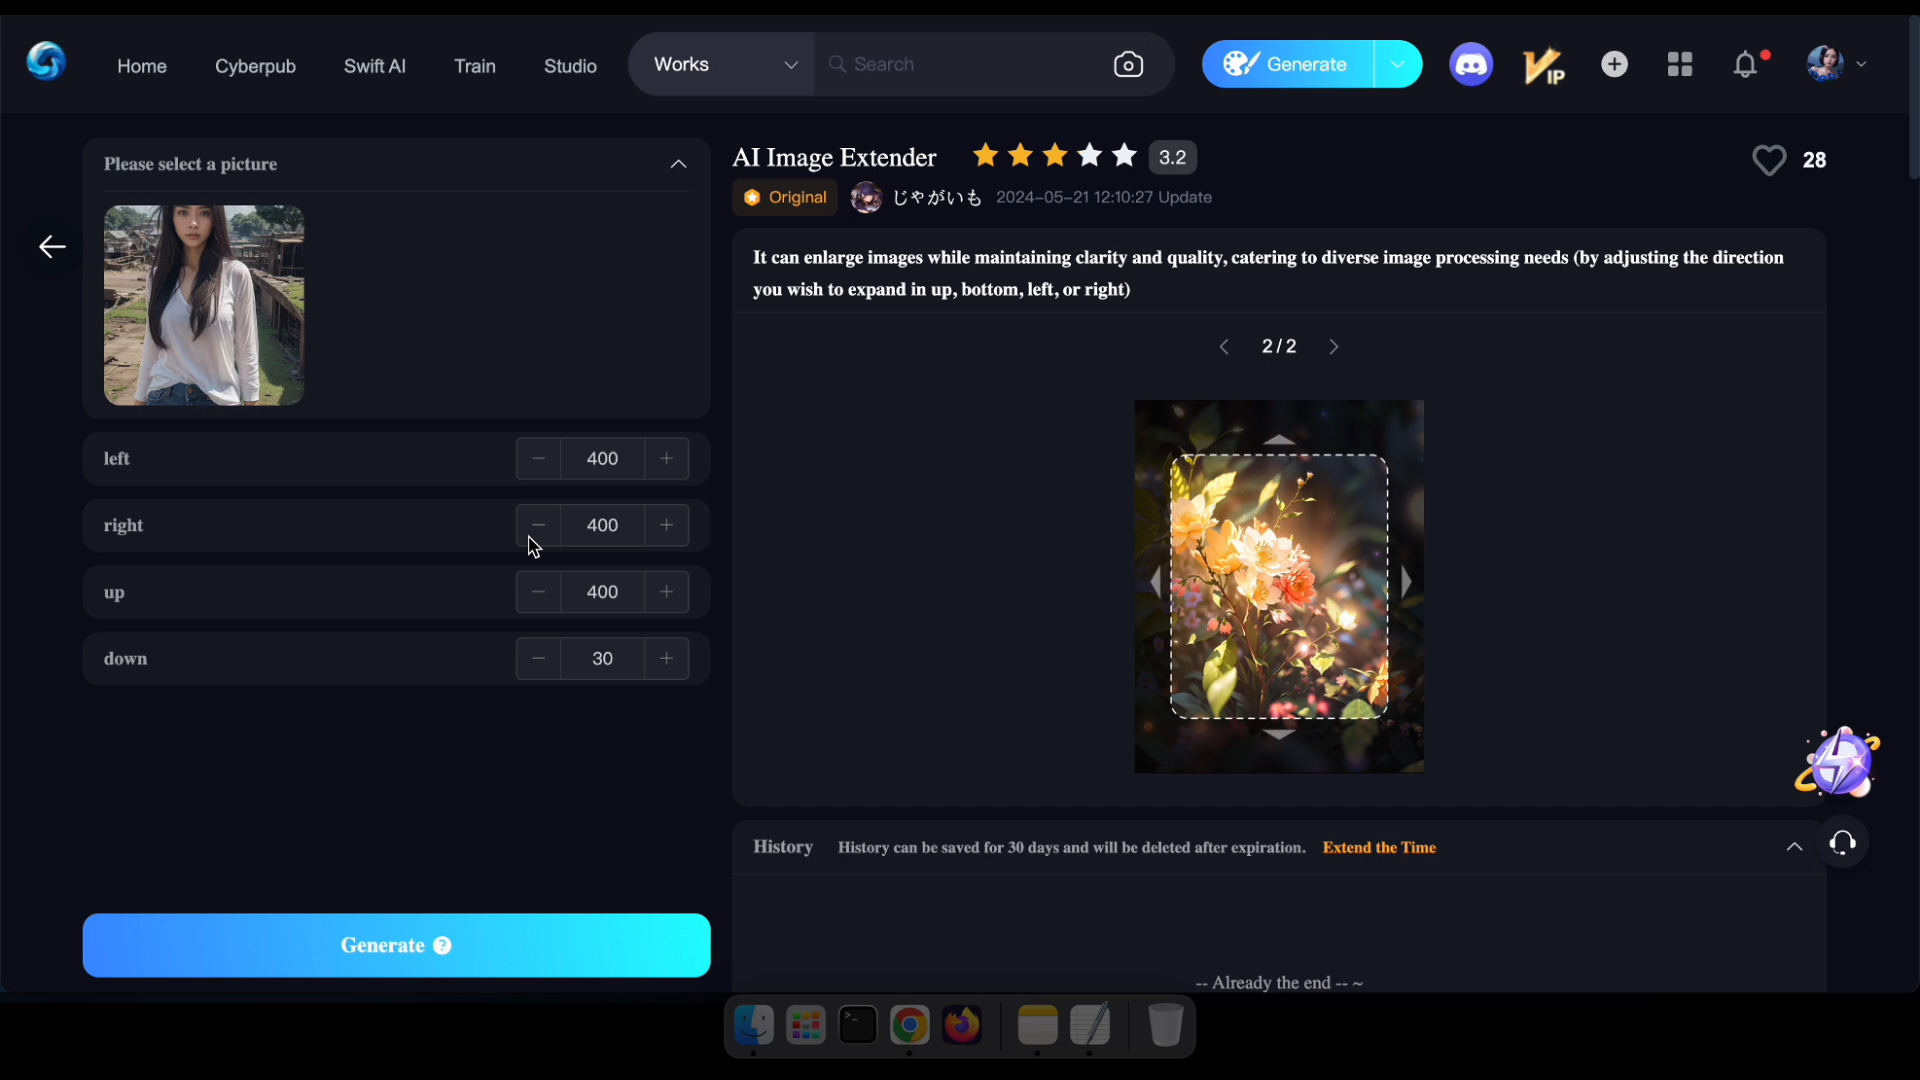 Home
Cyberpub
Swift AI
Train
Studio
Works
Search
Generate
VIP
Please select a picture
AI Image Extender
3.2
28
Original
じゃがいも
2024-05-21 12:10:27 Update
It can enlarge images while maintaining clarity and quality, catering to diverse image processing needs (by adjusting the direction
you wish to expand in up, bottom, left, or right)
2/2
left
400
right
400
up
400
down
30
History
History can be saved for 30 days and will be deleted after expiration.
Extend the Time
Generate
-- Already the end -- ~